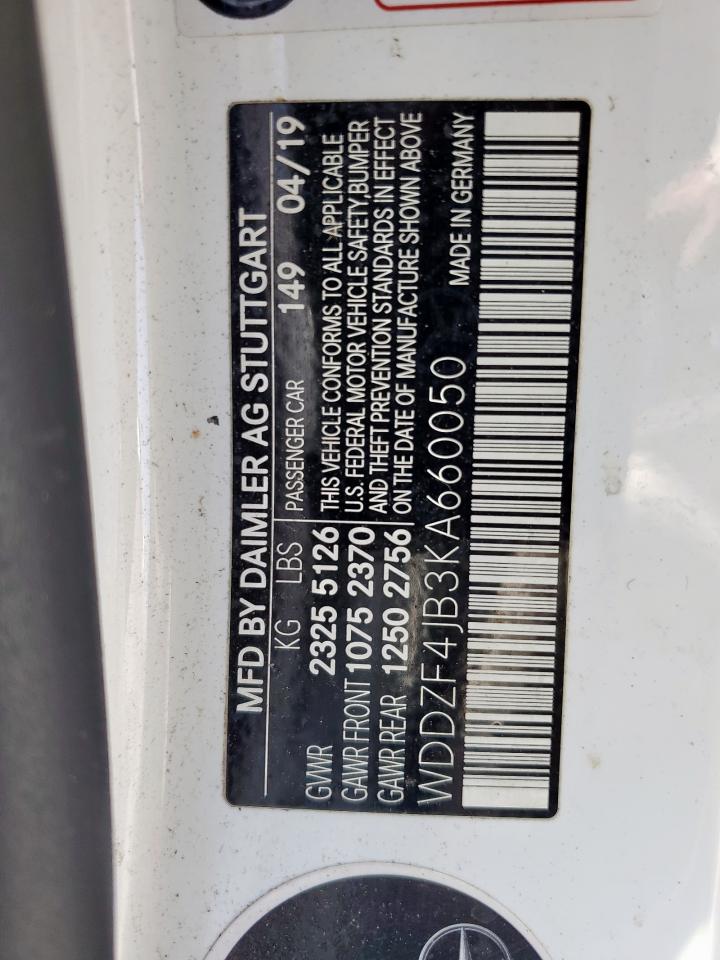 MFD BY DAIMLER AG STUTTGART
KG LBS PASSENGER CAR 149 04/19
GVWR 2325 5126 THIS VEHICLE CONFORMS TO ALL APPLICABLE
GAWR FRONT 1075 2370 U.S. FEDERAL MOTOR VEHICLE SAFETY,BUMPER
GAWR REAR 1250 2756 AND THEFT PREVENTION STANDARDS IN EFFECT
ON THE DATE OF MANUFACTURE SHOWN ABOVE
WDDZF4JB3KA660050 MADE IN GERMANY